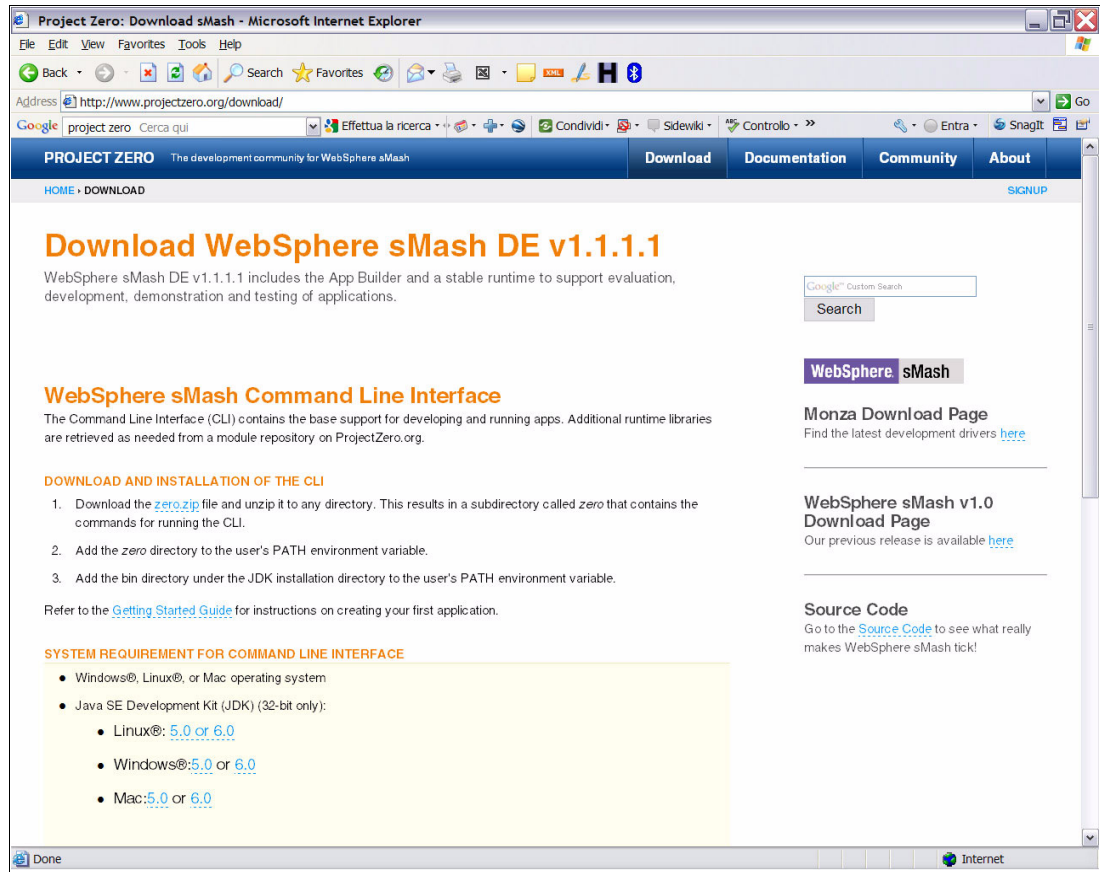 Project Zero: Download sMash - Microsoft Internet Explorer
File Edit View Favorites Tools Help
Back Search Favorites XML H
Address http://www.projectzero.org/download/ Go
Google project zero Cerca qui Effettua la ricerca Condividi Sidewiki ABC Controllo » Entra SnagIt
PROJECT ZERO The development community for WebSphere sMash Download Documentation Community About
HOME › DOWNLOAD SIGNUP
Download WebSphere sMash DE v1.1.1.1
WebSphere sMash DE v1.1.1.1 includes the App Builder and a stable runtime to support evaluation,
development, demonstration and testing of applications.
Google™ Custom Search
Search
WebSphere. sMash
WebSphere sMash Command Line Interface
The Command Line Interface (CLI) contains the base support for developing and running apps. Additional runtime libraries
are retrieved as needed from a module repository on ProjectZero.org.
DOWNLOAD AND INSTALLATION OF THE CLI
1. Download the zero.zip file and unzip it to any directory. This results in a subdirectory called zero that contains the
commands for running the CLI.
2. Add the zero directory to the user's PATH environment variable.
3. Add the bin directory under the JDK installation directory to the user's PATH environment variable.
Refer to the Getting Started Guide for instructions on creating your first application.
SYSTEM REQUIREMENT FOR COMMAND LINE INTERFACE
• Windows®, Linux®, or Mac operating system
• Java SE Development Kit (JDK) (32-bit only):
• Linux®: 5.0 or 6.0
• Windows®:5.0 or 6.0
• Mac:5.0 or 6.0
Monza Download Page
Find the latest development drivers here
WebSphere sMash v1.0
Download Page
Our previous release is available here
Source Code
Go to the Source Code to see what really
makes WebSphere sMash tick!
Done Internet